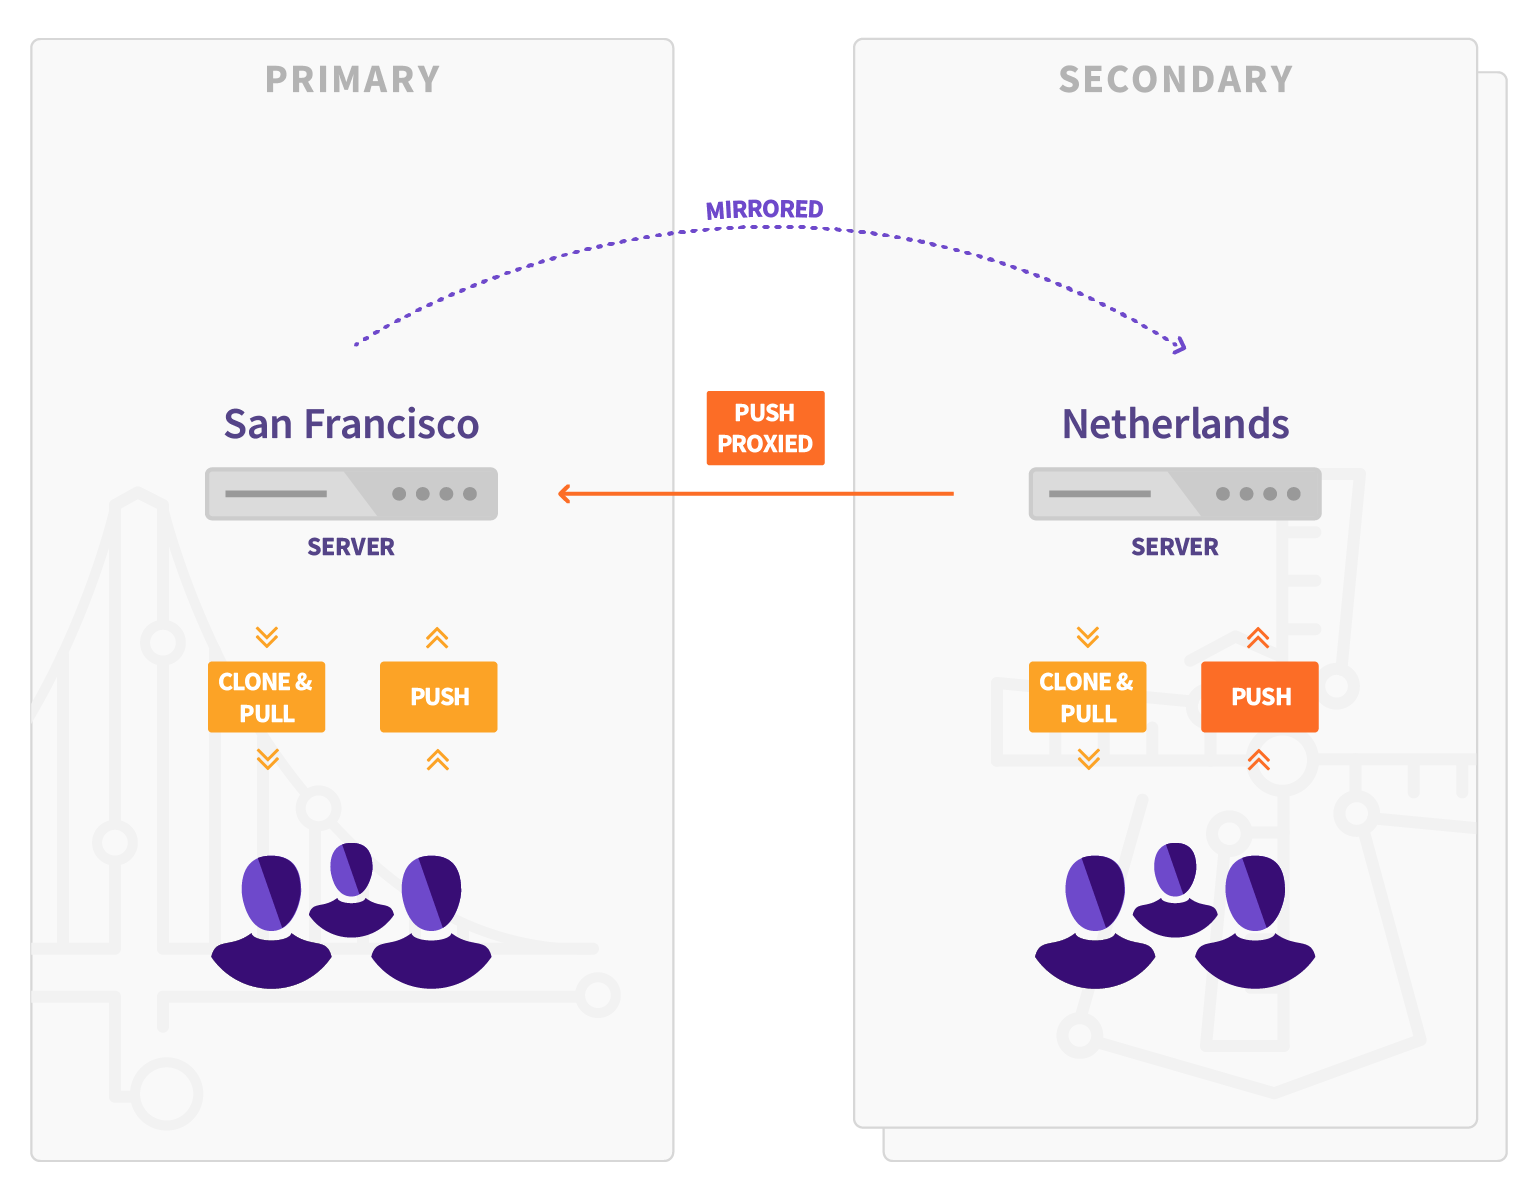 PRIMARY
SECONDARY
MIRRORED
San Francisco
PUSH
PROXIED
Netherlands
SERVER
SERVER
CLONE &
PULL
PUSH
CLONE &
PULL
PUSH